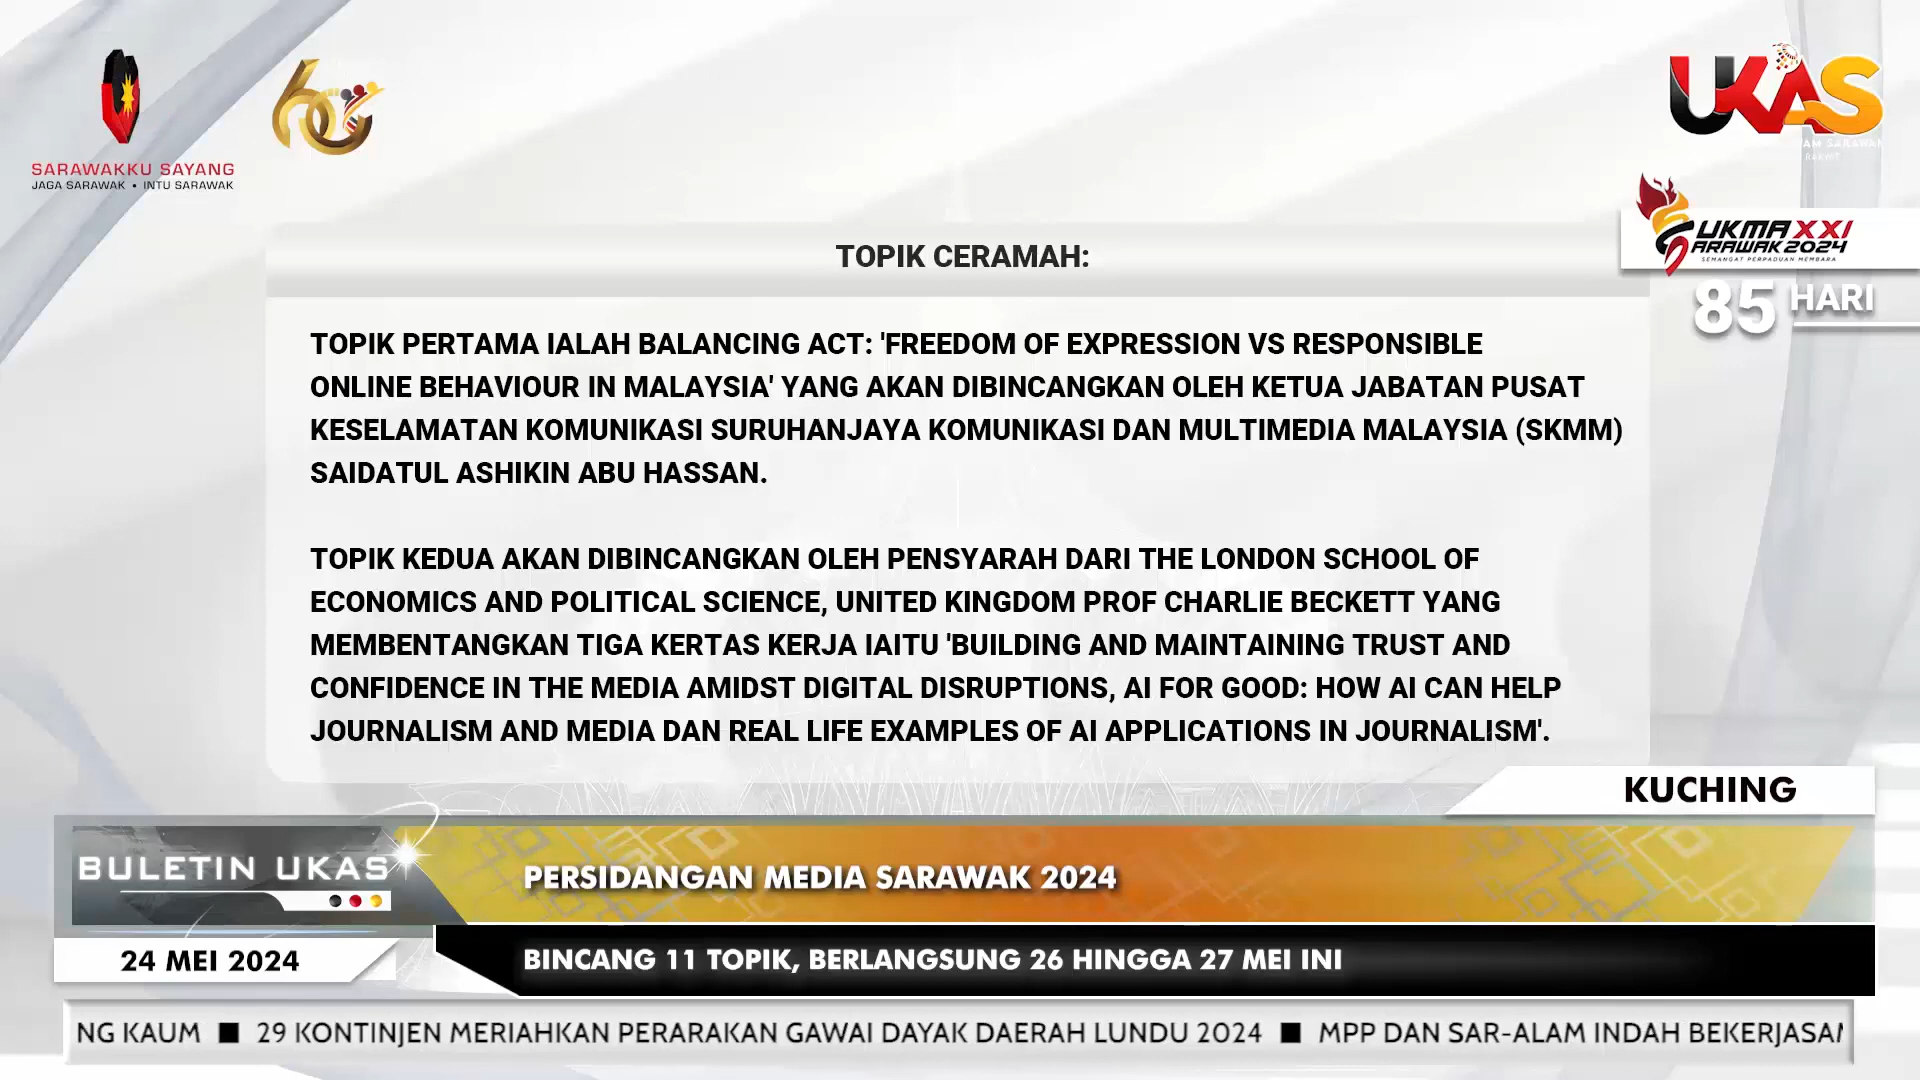 SARAWAKKU SAYANG
JAGA SARAWAK • INTU SARAWAK
60
UKAS
SUKMA XXI
SARAWAK 2024
SEMANGAT PERPADUAN MEMBARA
85 HARI
TOPIK CERAMAH:
TOPIK PERTAMA IALAH BALANCING ACT: 'FREEDOM OF EXPRESSION VS RESPONSIBLE
ONLINE BEHAVIOUR IN MALAYSIA' YANG AKAN DIBINCANGKAN OLEH KETUA JABATAN PUSAT
KESELAMATAN KOMUNIKASI SURUHANJAYA KOMUNIKASI DAN MULTIMEDIA MALAYSIA (SKMM)
SAIDATUL ASHIKIN ABU HASSAN.
TOPIK KEDUA AKAN DIBINCANGKAN OLEH PENSYARAH DARI THE LONDON SCHOOL OF
ECONOMICS AND POLITICAL SCIENCE, UNITED KINGDOM PROF CHARLIE BECKETT YANG
MEMBENTANGKAN TIGA KERTAS KERJA IAITU 'BUILDING AND MAINTAINING TRUST AND
CONFIDENCE IN THE MEDIA AMIDST DIGITAL DISRUPTIONS, AI FOR GOOD: HOW AI CAN HELP
JOURNALISM AND MEDIA DAN REAL LIFE EXAMPLES OF AI APPLICATIONS IN JOURNALISM'.
KUCHING
BULETIN UKAS
PERSIDANGAN MEDIA SARAWAK 2024
24 MEI 2024
BINCANG 11 TOPIK, BERLANGSUNG 26 HINGGA 27 MEI INI
NG KAUM ■ 29 KONTINJEN MERIAHKAN PERARAKAN GAWAI DAYAK DAERAH LUNDU 2024 ■ MPP DAN SAR-ALAM INDAH BEKERJASAM